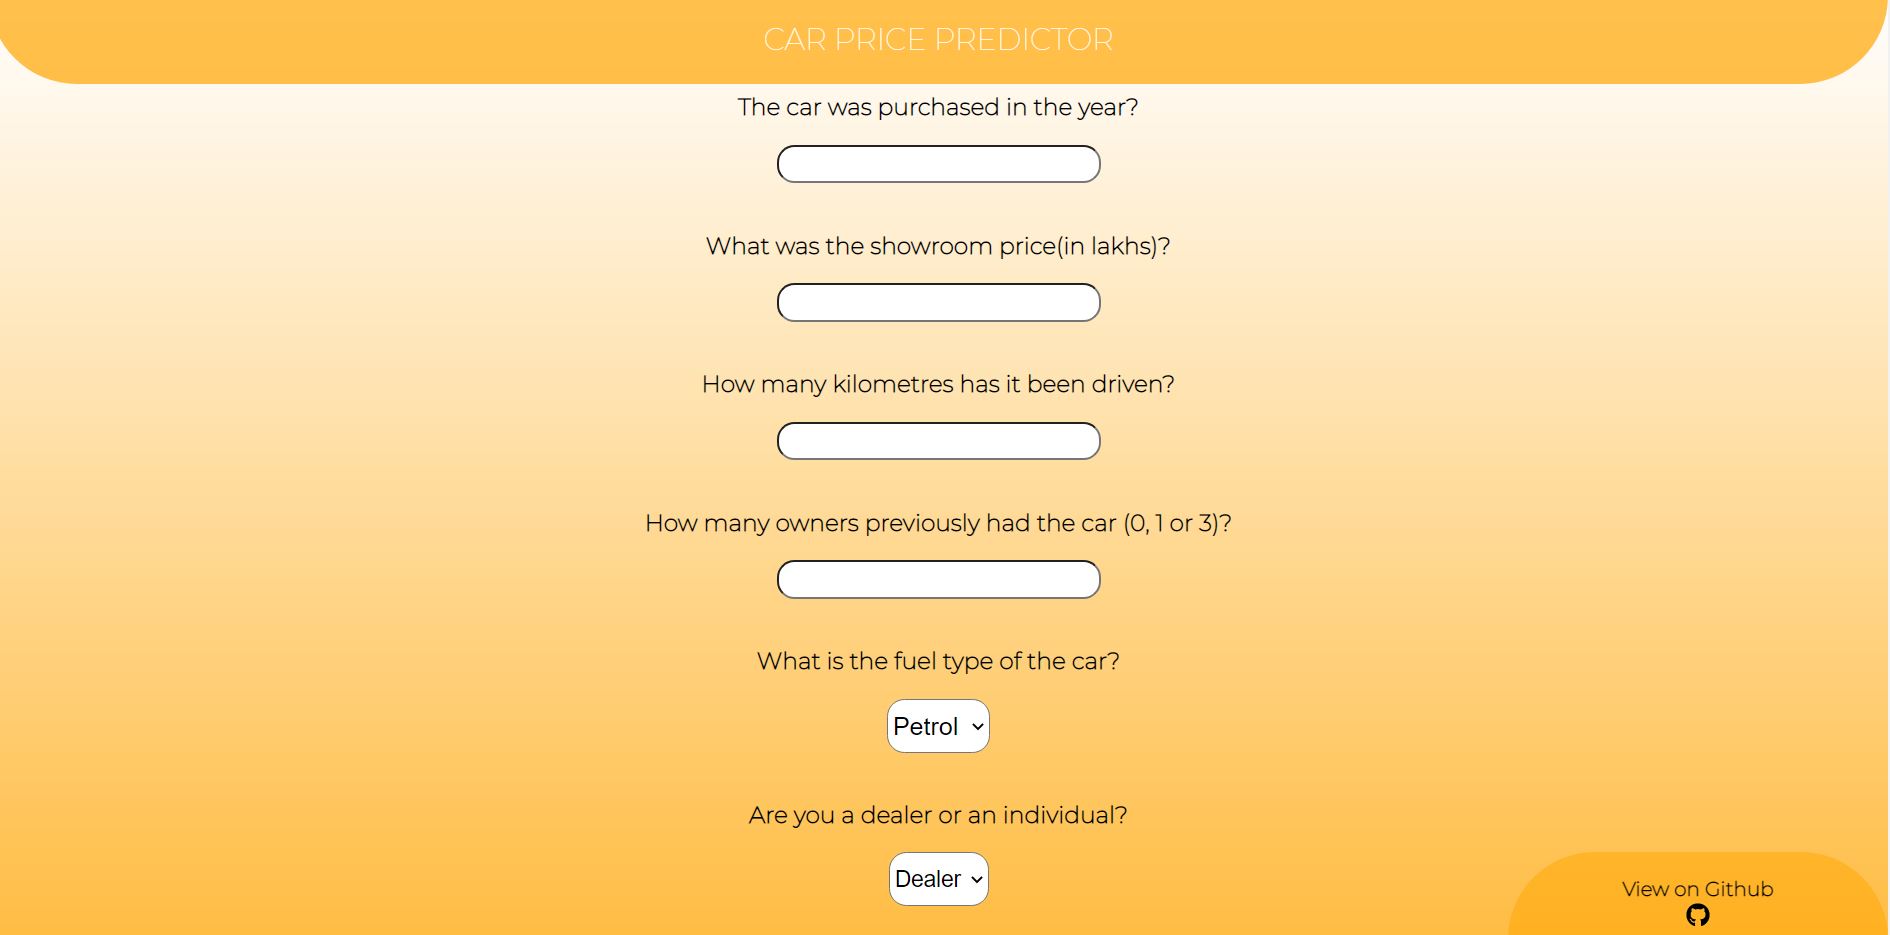 CAR PRICE PREDICTOR
The car was purchased in the year?
What was the showroom price(in lakhs)?
How many kilometres has it been driven?
How many owners previously had the car (0, 1 or 3)?
What is the fuel type of the car?
Petrol
Are you a dealer or an individual?
Dealer
View on Github